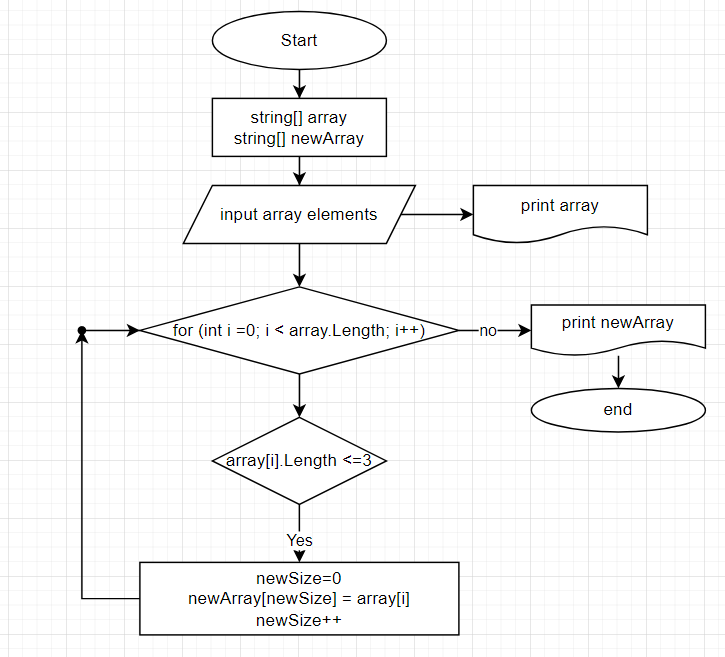 Start
string[] array
string[] newArray
input array elements
print array
for (int i =0; i < array.Length; i++)
no
print newArray
end
array[i].Length <=3
Yes
newSize=0
newArray[newSize] = array[i]
newSize++